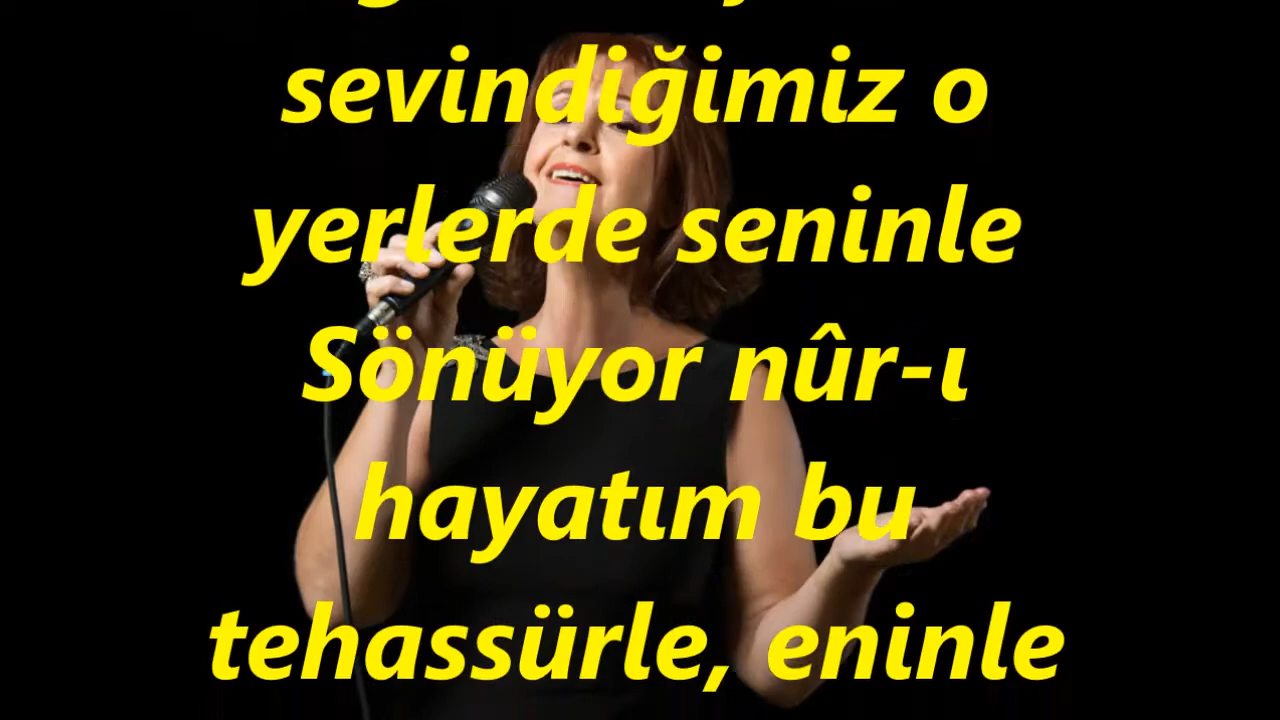 sevindiğimiz o
yerlerde seninle
Sönüyor nûr-ı
hayatım bu
tehassürle, eninle